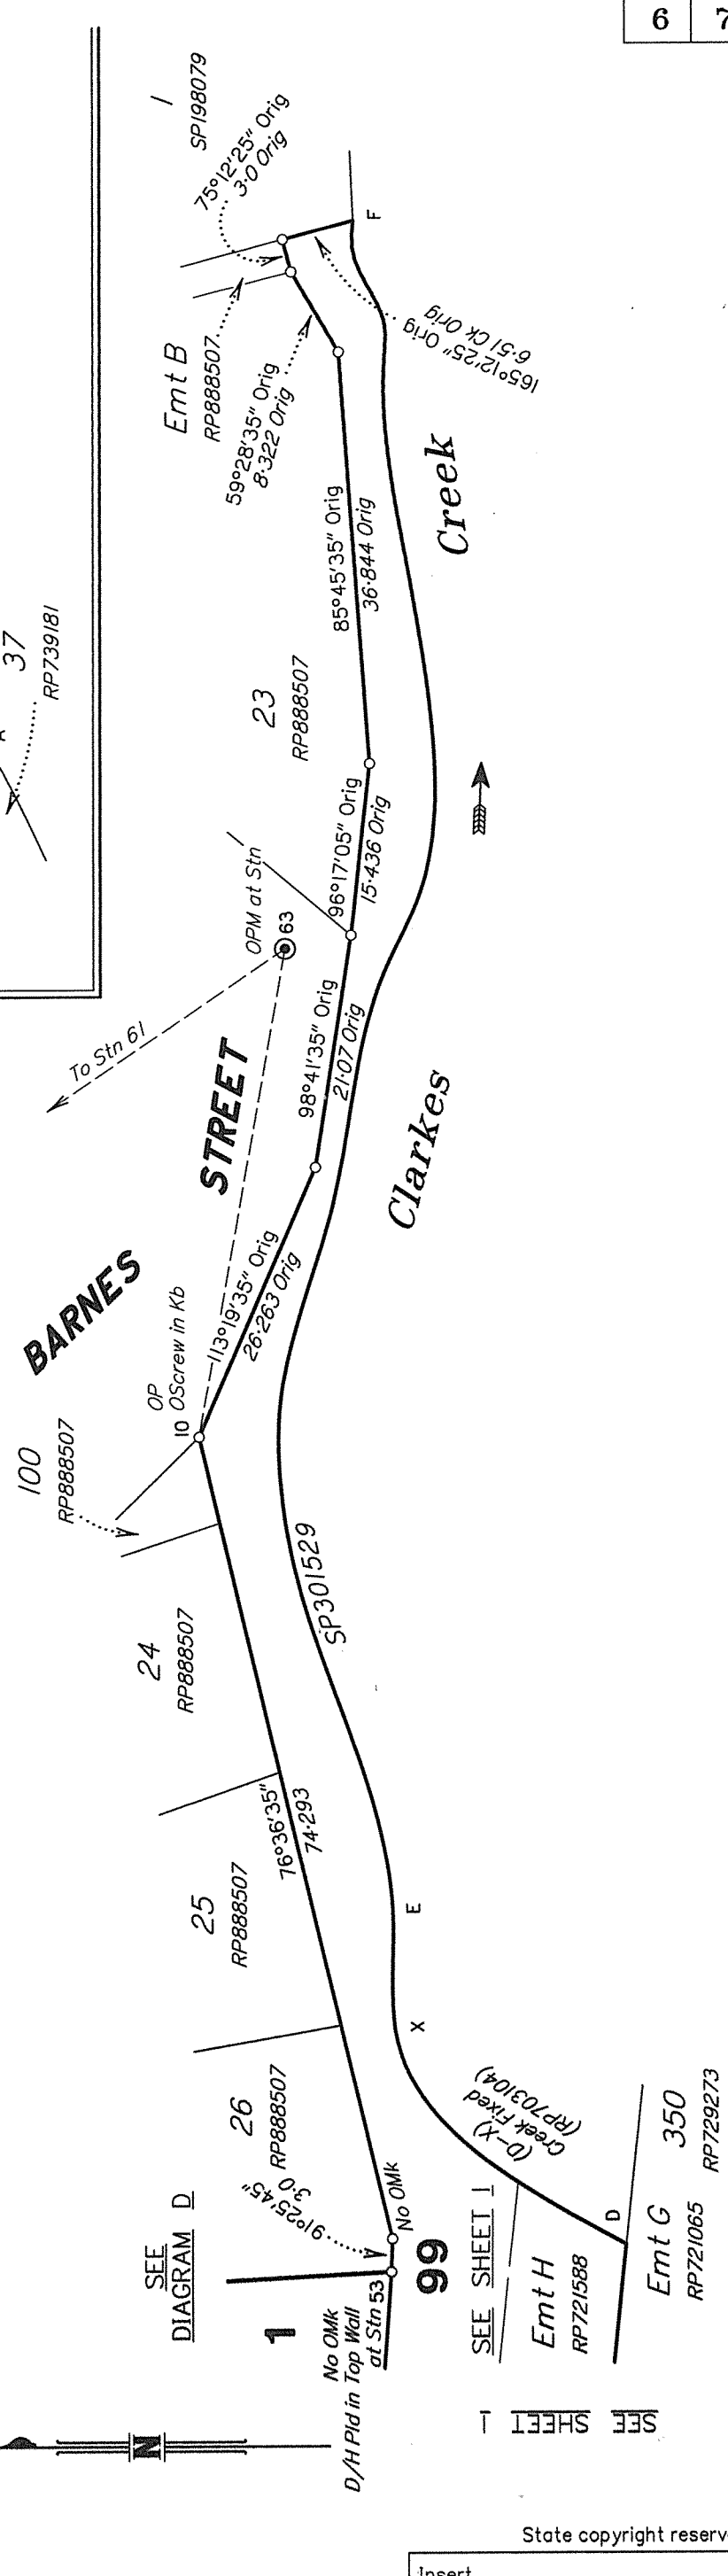 6 7
37
RP739181
1
SP198079
75°12'25" Orig
3·0 Orig
F
165°12'25" Orig
6·51 Ck Orig
Emt B
RP888507
59°28'35" Orig
8·322 Orig
Creek
85°45'35" Orig
36·844 Orig
23
RP888507
96°17'05" Orig
15·436 Orig
OPM at Stn
63
To Stn 61
98°41'35" Orig
21·07 Orig
STREET
Clarkes
BARNES
113°19'35" Orig
26·263 Orig
10
OP
OScrew in Kb
100
RP888507
SP301529
24
RP888507
76°36'35"
74·293
25
RP888507
E
X
26
RP888507
(D-X)
Creek Fixed
(RP703104)
91°25'45"
3·0
No OMk
SEE
DIAGRAM D
1
99
No OMk
D/H Pld in Top Wall
at Stn 53
SEE SHEET 1
Emt H
RP721588
D
Emt G
RP721065
350
RP729273
SEE SHEET 1
N
State copyright reserv
Insert